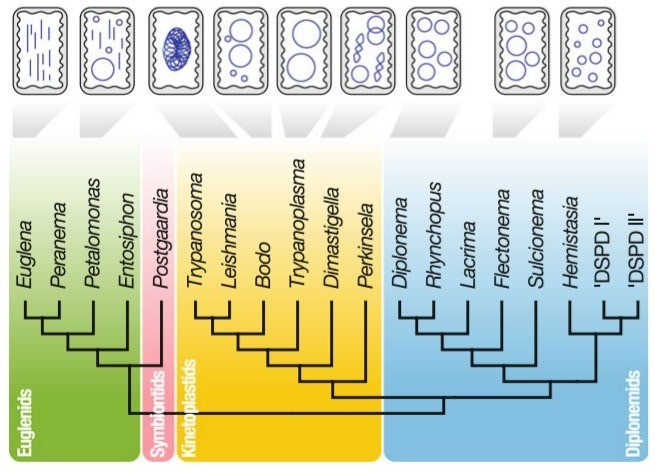 Euglena
Peranema
Petalomonas
Entosiphon
Postgaardia
Trypanosoma
Leishmania
Bodo
Trypanoplasma
Dimastigella
Perkinsela
Diplonema
Rhynchopus
Lacrima
Flectonema
Sulcionema
Hemistasia
'DSPD I'
'DSPD II'
Euglenids
Symbiontids
Kinetoplastids
Diplonemids